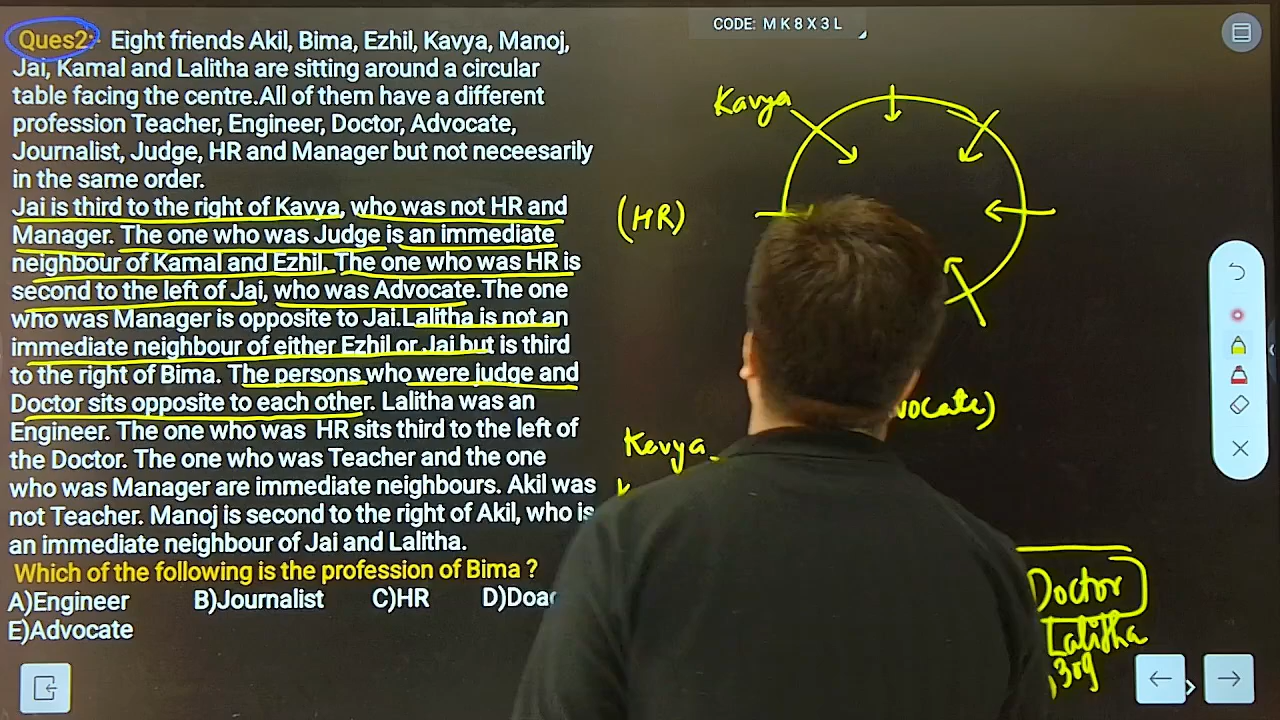 CODE: M K 8 X 3 L
Ques2:- Eight friends Akil, Bima, Ezhil, Kavya, Manoj,
Jai, Kamal and Lalitha are sitting around a circular
table facing the centre.All of them have a different
profession Teacher, Engineer, Doctor, Advocate,
Journalist, Judge, HR and Manager but not neceesarily
in the same order.
Jai is third to the right of Kavya, who was not HR and
Manager. The one who was Judge is an immediate
neighbour of Kamal and Ezhil. The one who was HR is
second to the left of Jai, who was Advocate.The one
who was Manager is opposite to Jai.Lalitha is not an
immediate neighbour of either Ezhil or Jai but is third
to the right of Bima. The persons who were judge and
Doctor sits opposite to each other. Lalitha was an
Engineer. The one who was HR sits third to the left of
the Doctor. The one who was Teacher and the one
who was Manager are immediate neighbours. Akil was
not Teacher. Manoj is second to the right of Akil, who is
an immediate neighbour of Jai and Lalitha.
Which of the following is the profession of Bima ?
A)Engineer B)Journalist C)HR
E)Advocate
Kavya
(HR)
Kavya
Doctor
Lalitha